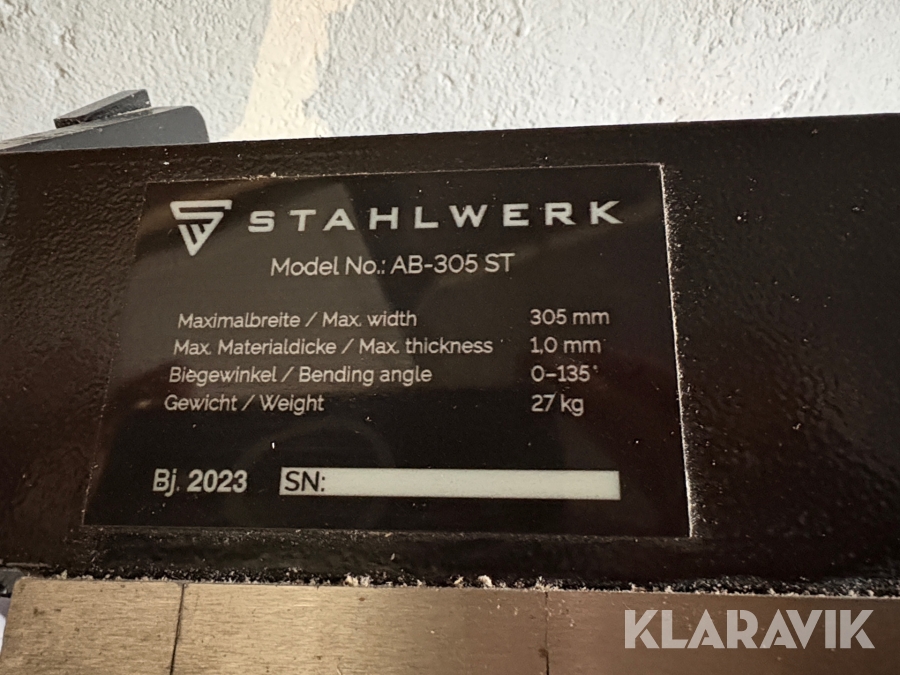 STAHLWERK
Model No.: AB-305 ST
Maximalbreite / Max. width 305 mm
Max. Materialdicke / Max. thickness 1,0 mm
Biegewinkel / Bending angle 0-135°
Gewicht / Weight 27 kg
Bj. 2023 SN:
KLARAVIK